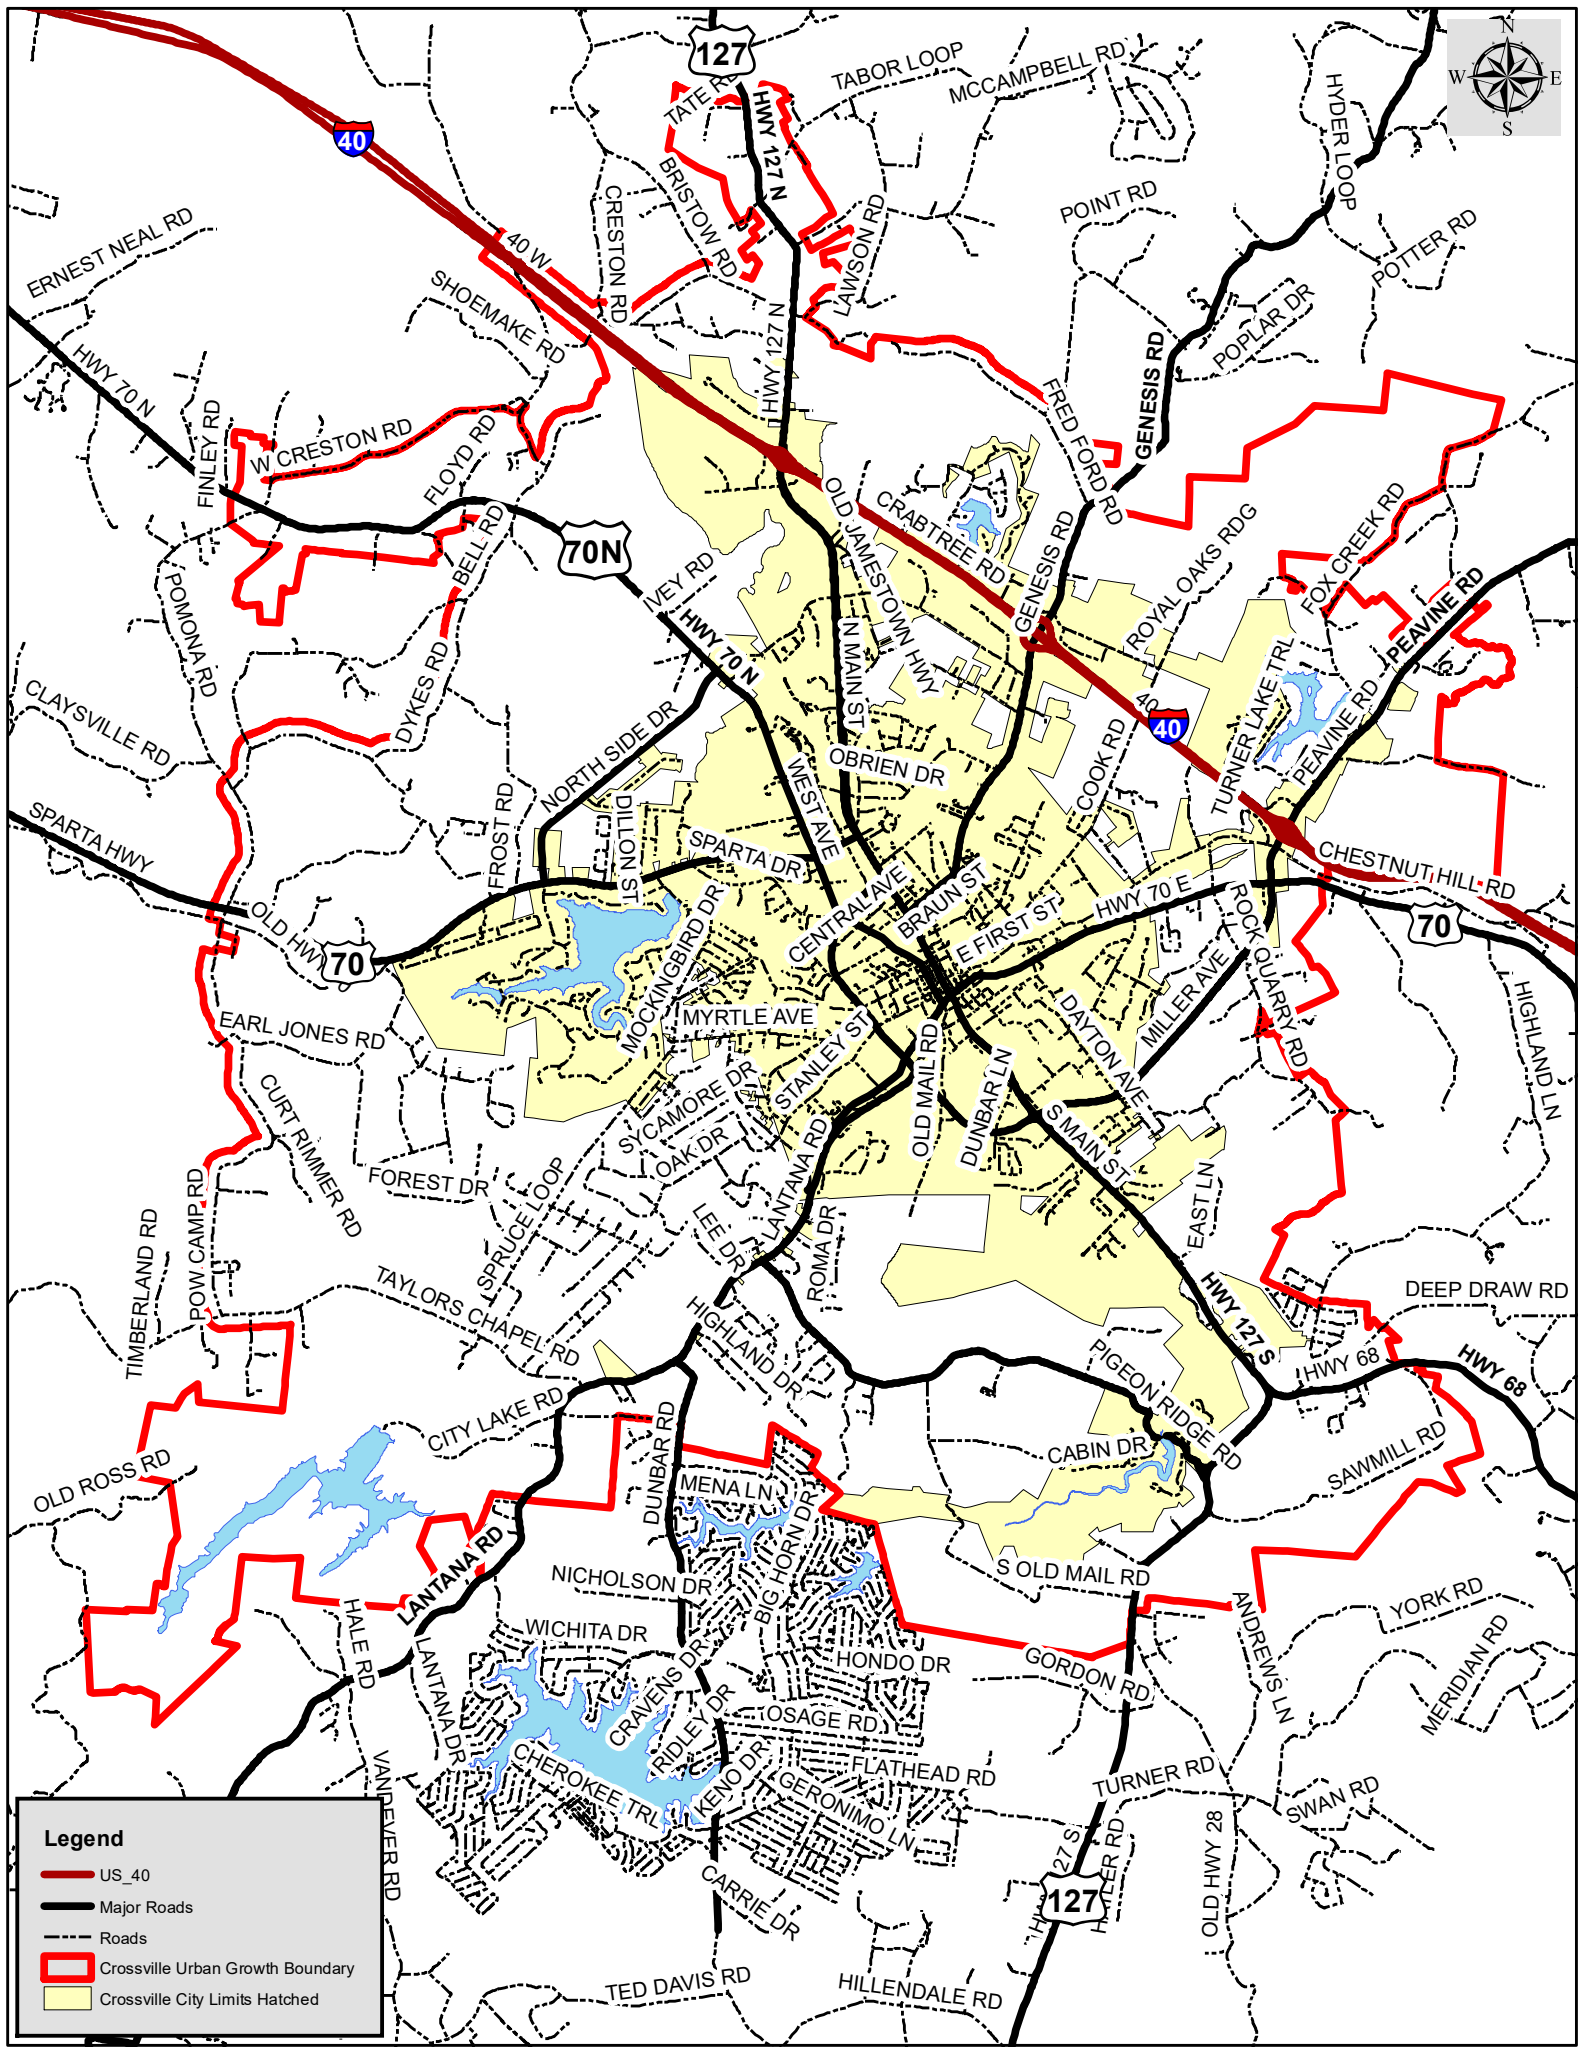 N
W
E
S
127
TABOR LOOP
MCCAMPBELL RD
TATE RD
HWY 127 N
HYDER LOOP
40
BRISTOW RD
CRESTON RD
LAWSON RD
POINT RD
POTTER RD
ERNEST NEAL RD
40 W
SHOEMAKE RD
POPLAR DR
HWY 127 N
GENESIS RD
HWY 70 N
FRED FORD RD
FINLEY RD
W CRESTON RD
FLOYD RD
OLD JAMESTOWN HWY
CRABTREE RD
GENESIS RD
ROYAL OAKS RDG
FOX CREEK RD
BELL RD
70N
IVEY RD
PEAVINE RD
POMONA RD
HWY 70 N
N MAIN ST
DYKES RD
TURNER LAKE TRL
CLAYSVILLE RD
NORTH SIDE DR
40
40
PEAVINE RD
OBRIEN DR
COOK RD
WEST AVE
SPARTA HWY
FROST RD
DILLON ST
SPARTA DR
CHESTNUT HILL RD
CENTRAL AVE
BRAUN ST
HWY 70 E
MOCKINGBIRD DR
E FIRST ST
ROCK QUARRY RD
70
OLD HWY
70
MILLER AVE
HIGHLAND LN
EARL JONES RD
MYRTLE AVE
STANLEY ST
DAYTON AVE
OLD MAIL RD
DUNBAR LN
CURT RIMMER RD
SYCAMORE DR
OAK DR
S MAIN ST
FOREST DR
LANTANA RD
SPRUCE LOOP
EAST LN
POW CAMP RD
TIMBERLAND RD
LEE DR
ROMA DR
TAYLORS CHAPEL RD
HIGHLAND DR
HWY 127 S
DEEP DRAW RD
PIGEON RIDGE RD
HWY 68
HWY 68
CITY LAKE RD
DUNBAR RD
CABIN DR
SAWMILL RD
OLD ROSS RD
MENA LN
BIG HORN DR
LANTANA RD
NICHOLSON DR
S OLD MAIL RD
YORK RD
HALE RD
WICHITA DR
ANDREWS LN
MERIDIAN RD
LANTANA DR
CRAVENS DR
HONDO DR
GORDON RD
RIDLEY DR
OSAGE RD
VANDEVER RD
CHEROKEE TRL
KENO DR
FLATHEAD RD
GERONIMO LN
TURNER RD
SWAN RD
OLD HWY 28
127
CARRIE DR
TED DAVIS RD
HILLENDALE RD
Legend
US_40
Major Roads
Roads
Crossville Urban Growth Boundary
Crossville City Limits Hatched